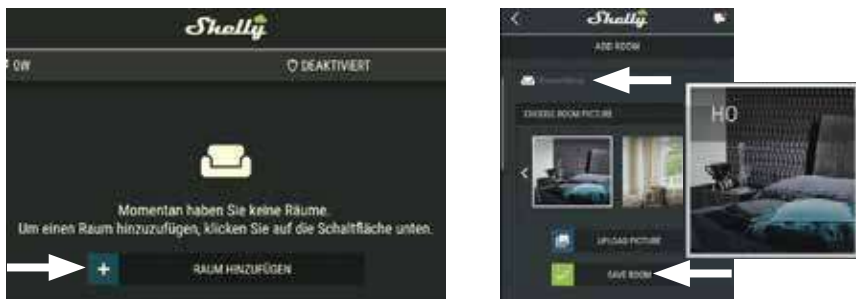 Shelly
0W
DEAKTIVIERT
Momentan haben Sie keine Räume.
Um einen Raum hinzuzufügen, klicken Sie auf die Schaltfläche unten.
+ RAUM HINZUFÜGEN
Shelly
ADD ROOM
CHOOSE ROOM PICTURE
HO
UPLOAD PICTURE
SAVE ROOM